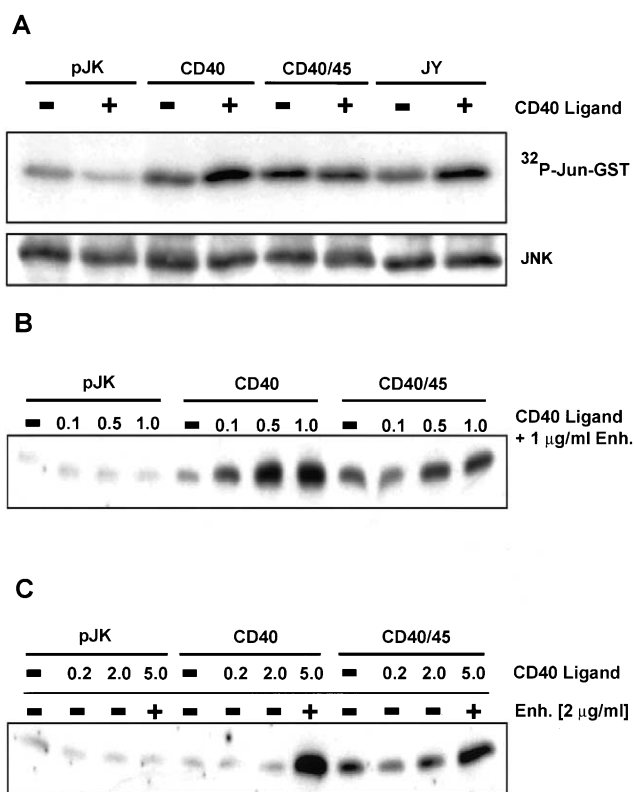 A
pJK CD40 CD40/45 JY
- + - + - + - + CD40 Ligand
32P-Jun-GST
JNK
B
pJK CD40 CD40/45
- 0.1 0.5 1.0 - 0.1 0.5 1.0 - 0.1 0.5 1.0 CD40 Ligand
+ 1 µg/ml Enh.
C
pJK CD40 CD40/45
- 0.2 2.0 5.0 - 0.2 2.0 5.0 - 0.2 2.0 5.0 CD40 Ligand
- - - + - - - + - - - + Enh. [2 µg/ml]